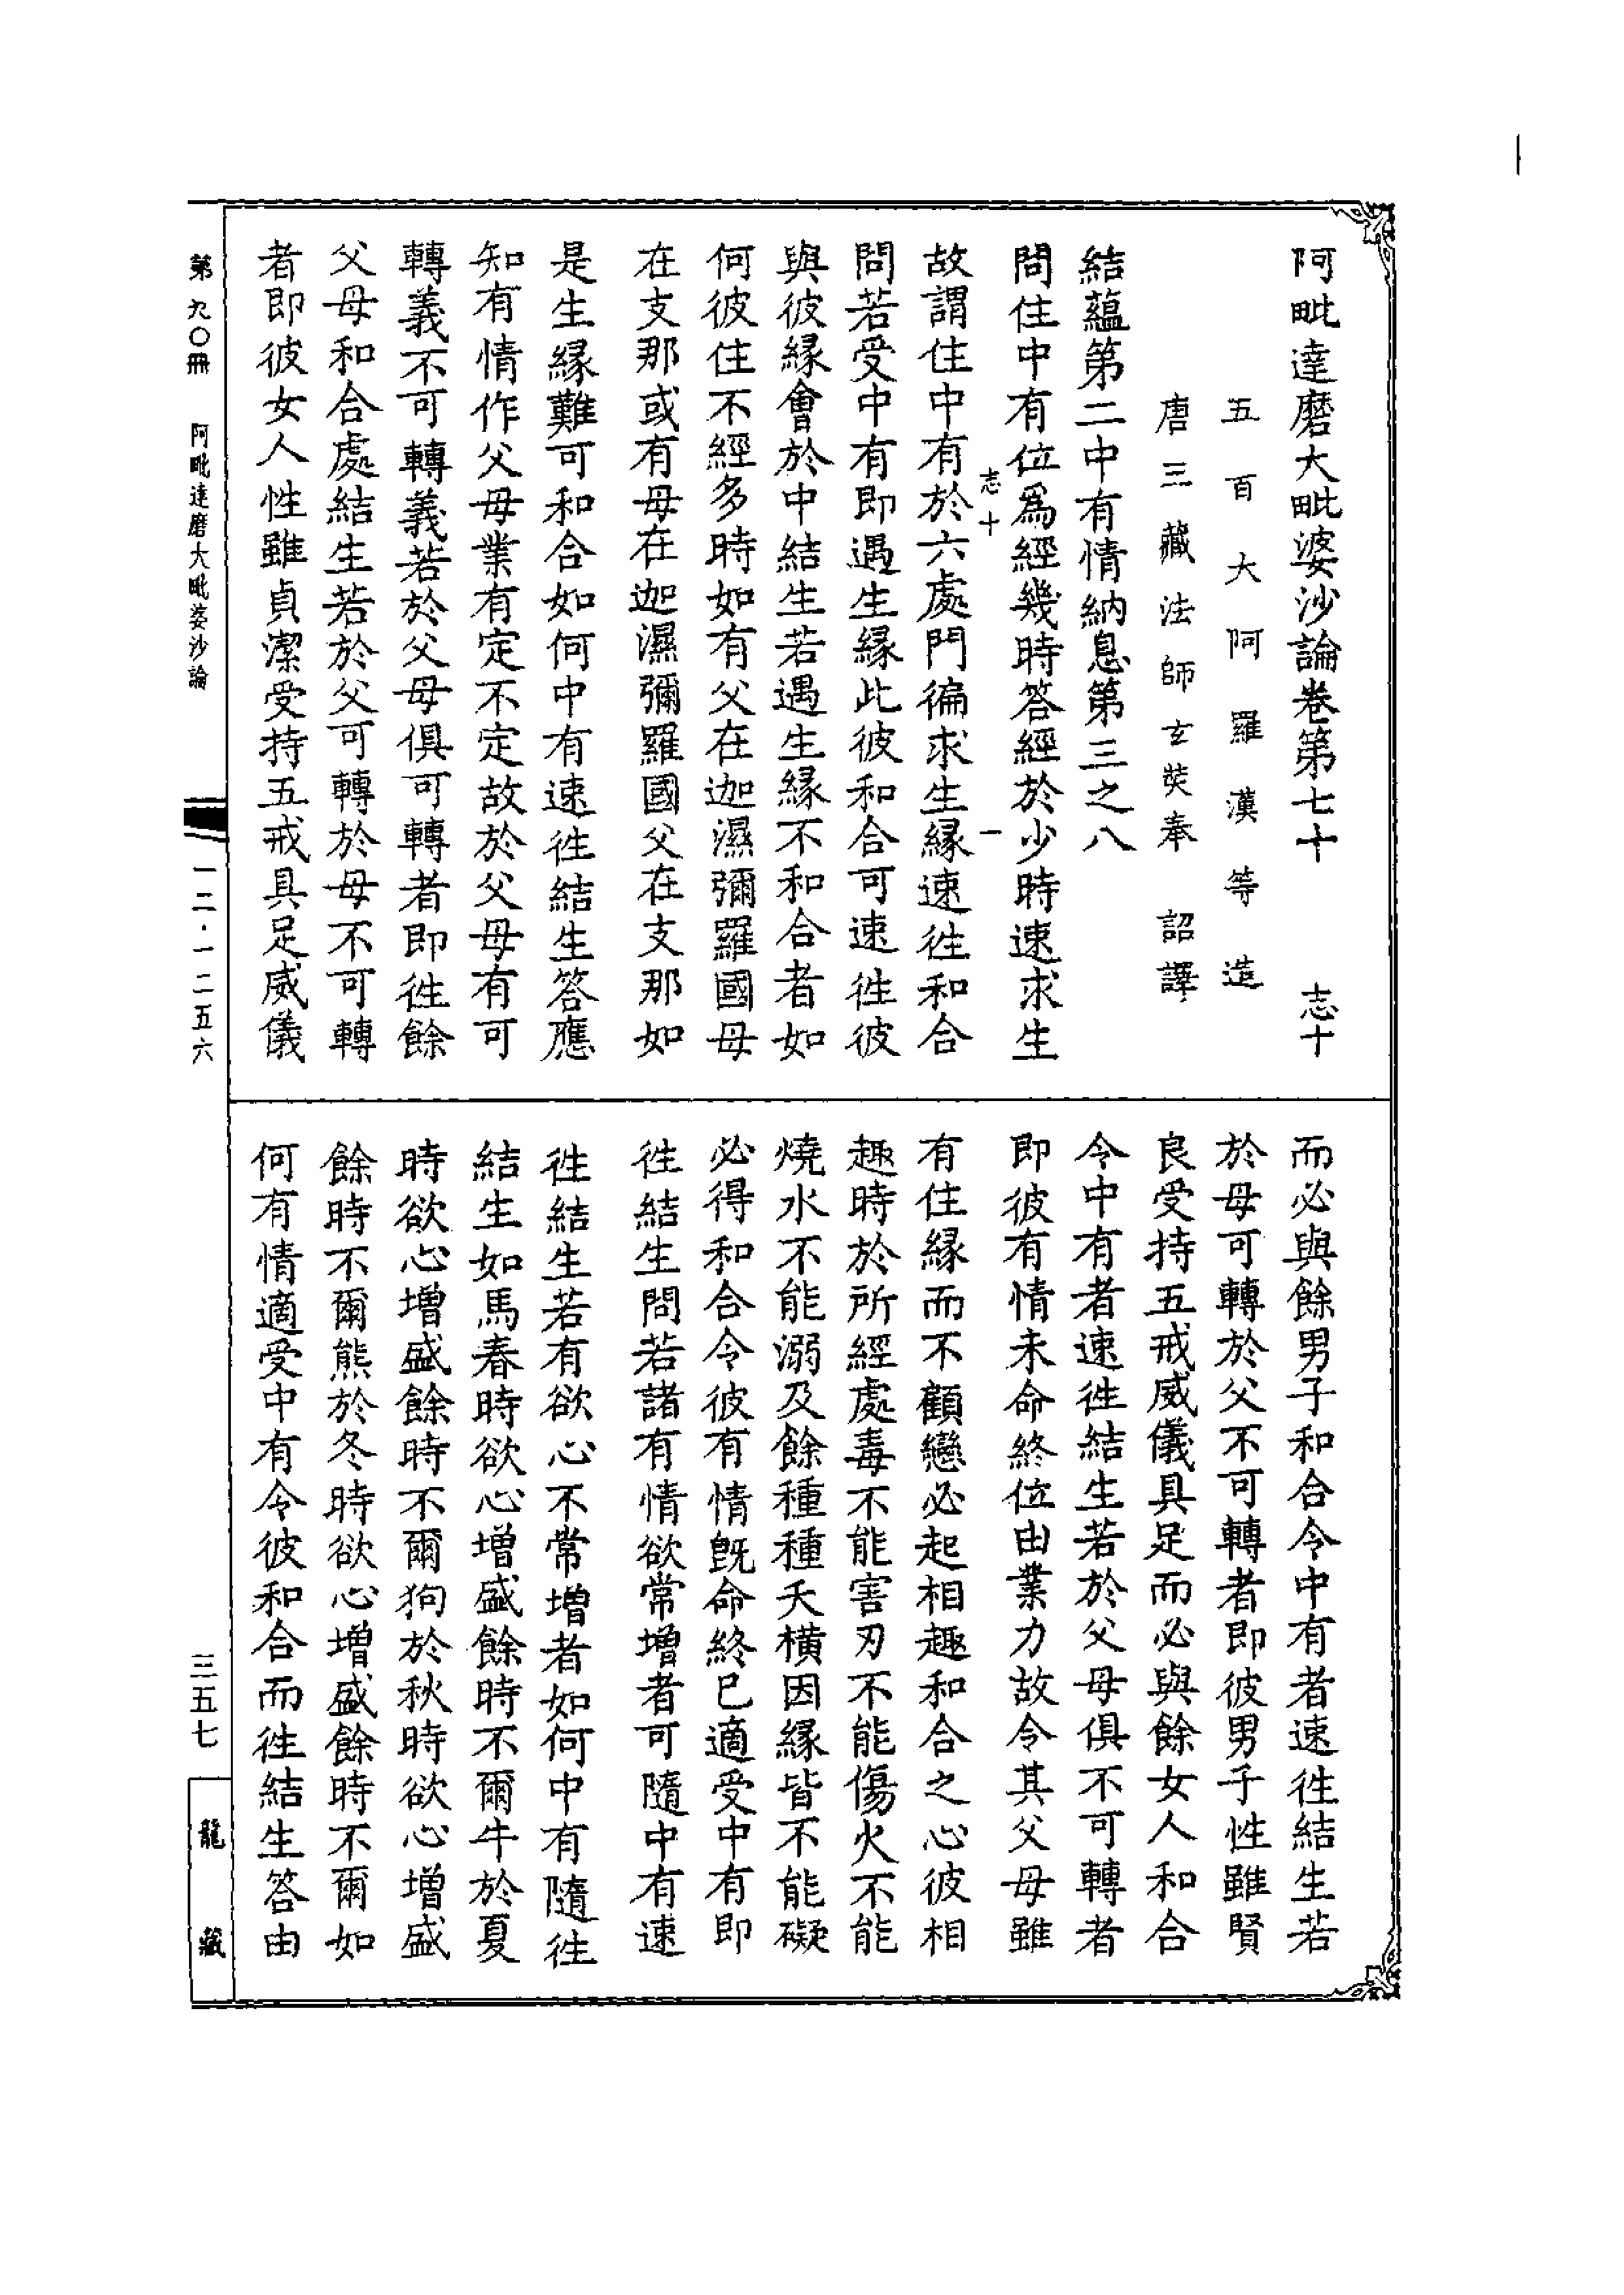 阿毗達磨大毗婆沙論卷第七十　志十
五百大阿羅漢等造
唐三藏法師玄奘奉　詔譯
結蘊第二中有情納息第三之八
問住中有位爲經幾時答經於少時速求生
志十　一
故謂住中有於六處門徧求生緣速徃和合
問若受中有即遇生緣此彼和合可速徃彼
與彼緣會於中結生若遇生緣不和合者如
何彼住不經多時如有父在迦濕彌羅國母
在支那或有母在迦濕彌羅國父在支那如
是生緣難可和合如何中有速徃結生答應
知有情作父母業有定不定故於父母有可
轉義不可轉義若於父母俱可轉者即徃餘
父母和合處結生若於父可轉於母不可轉
者即彼女人性雖貞潔受持五戒具足威儀
而必與餘男子和合令中有者速徃結生若
於母可轉於父不可轉者即彼男子性雖賢
良受持五戒威儀具足而必與餘女人和合
令中有者速徃結生若於父母俱不可轉者
即彼有情未命終位由業力故令其父母雖
有住緣而不顧戀必起相趣和合之心彼相
趣時於所經處毒不能害刃不能傷火不能
燒水不能溺及餘種種夭橫因緣皆不能礙
必得和合令彼有情既命終已適受中有即
徃結生問若諸有情欲常增者可隨中有速
徃結生若有欲心不常增者如何中有隨徃
結生如馬春時欲心增盛餘時不爾牛於夏
時欲心增盛餘時不爾狗於秋時欲心增盛
餘時不爾熊於冬時欲心增盛餘時不爾如
何有情適受中有令彼和合而徃結生答由
第九〇冊　阿毗達磨大毗婆沙論　一二・一二五六　三五七　龍藏